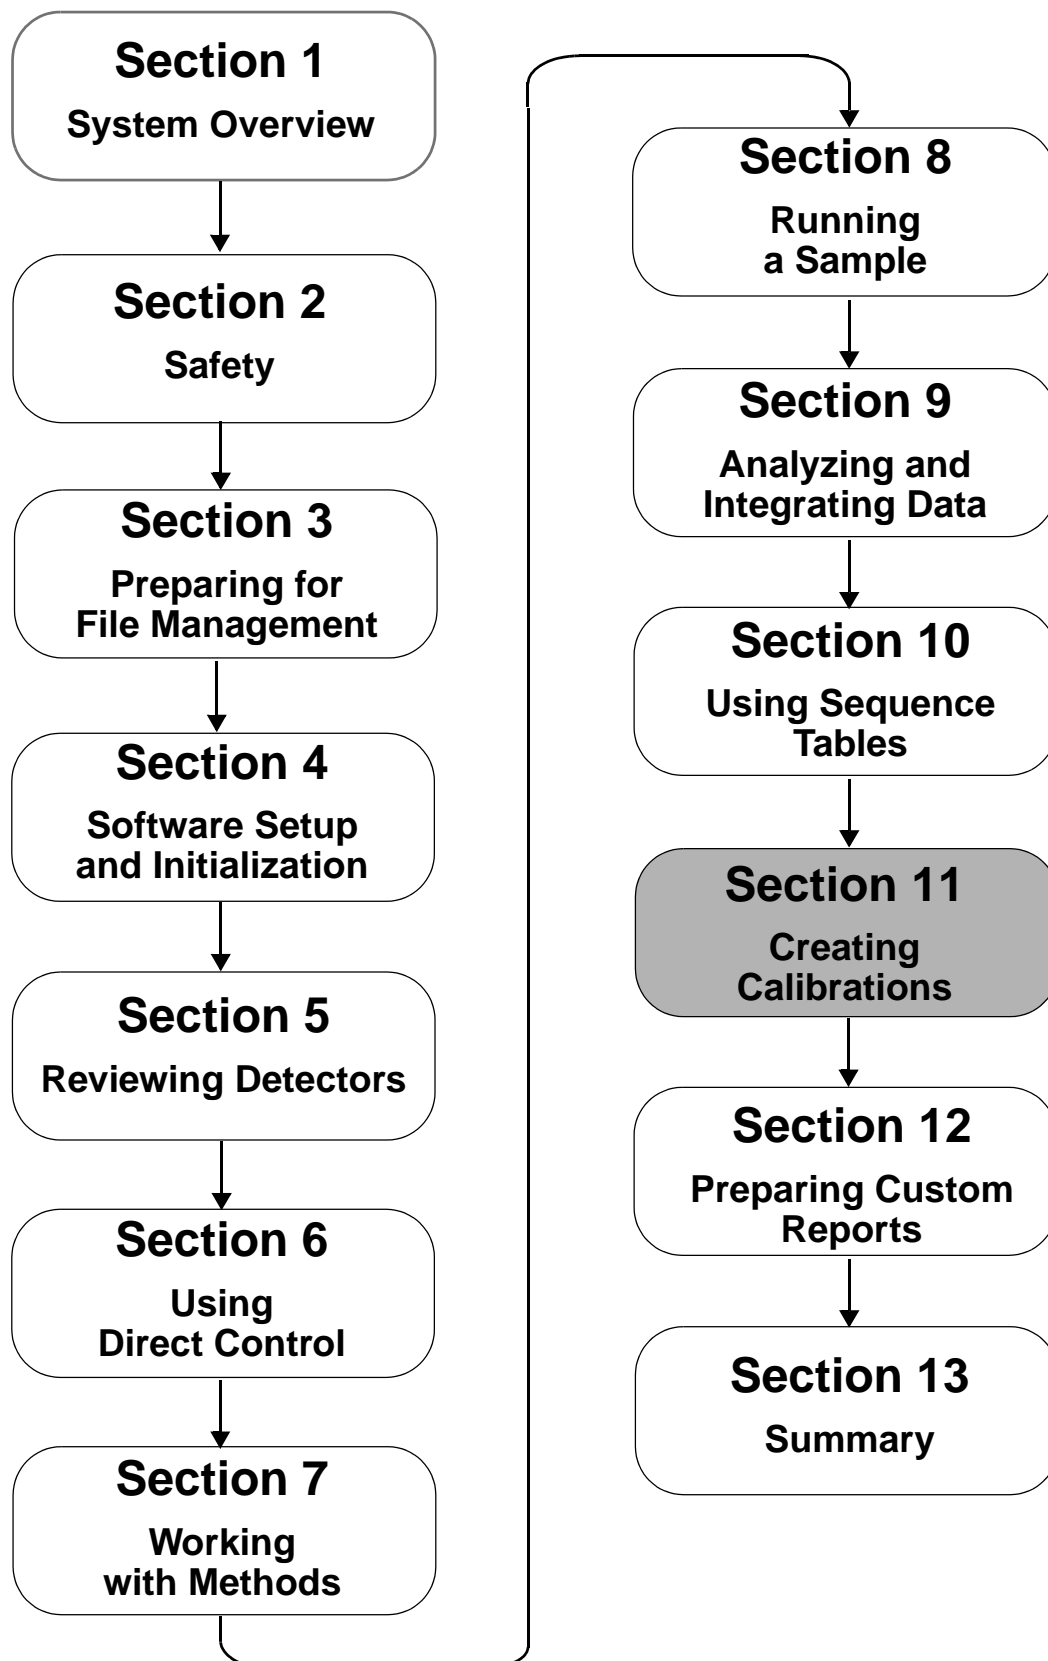 Section 1
System Overview
Section 2
Safety
Section 3
Preparing for
File Management
Section 4
Software Setup
and Initialization
Section 5
Reviewing Detectors
Section 6
Using
Direct Control
Section 7
Working
with Methods
Section 8
Running
a Sample
Section 9
Analyzing and
Integrating Data
Section 10
Using Sequence
Tables
Section 11
Creating
Calibrations
Section 12
Preparing Custom
Reports
Section 13
Summary